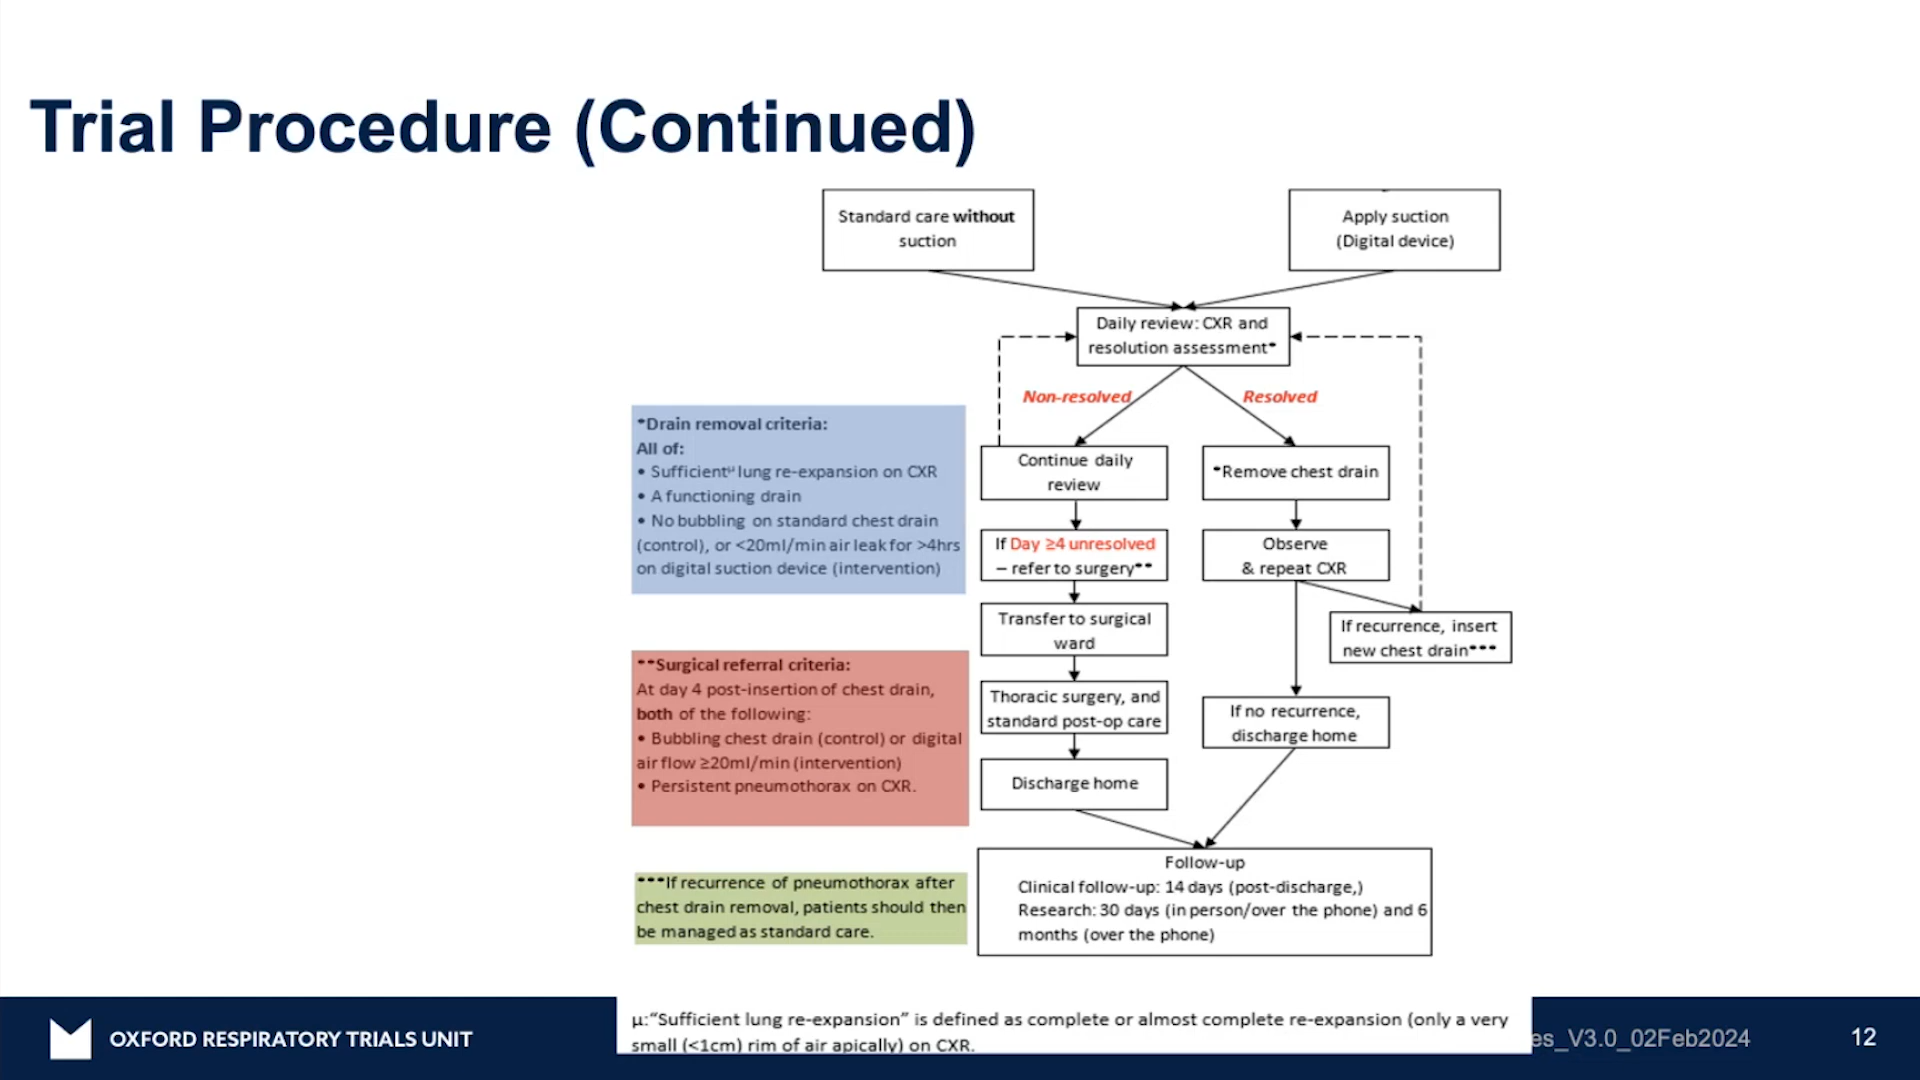 Trial Procedure (Continued)
Standard care without
suction
Apply suction
(Digital device)
Daily review: CXR and
resolution assessment*
Non-resolved
Resolved
*Drain removal criteria:
All of:
• Sufficientᵘ lung re-expansion on CXR
• A functioning drain
• No bubbling on standard chest drain
(control), or <20ml/min air leak for >4hrs
on digital suction device (intervention)
Continue daily
review
*Remove chest drain
If Day ≥4 unresolved
– refer to surgery**
Observe
& repeat CXR
Transfer to surgical
ward
If recurrence, insert
new chest drain***
**Surgical referral criteria:
At day 4 post-insertion of chest drain,
both of the following:
• Bubbling chest drain (control) or digital
air flow ≥20ml/min (intervention)
• Persistent pneumothorax on CXR.
Thoracic surgery, and
standard post-op care
If no recurrence,
discharge home
Discharge home
***If recurrence of pneumothorax after
chest drain removal, patients should then
be managed as standard care.
Follow-up
Clinical follow-up: 14 days (post-discharge,)
Research: 30 days (in person/over the phone) and 6
months (over the phone)
µ:“Sufficient lung re-expansion” is defined as complete or almost complete re-expansion (only a very
small (<1cm) rim of air apically) on CXR.
OXFORD RESPIRATORY TRIALS UNIT
es_V3.0_02Feb2024
12